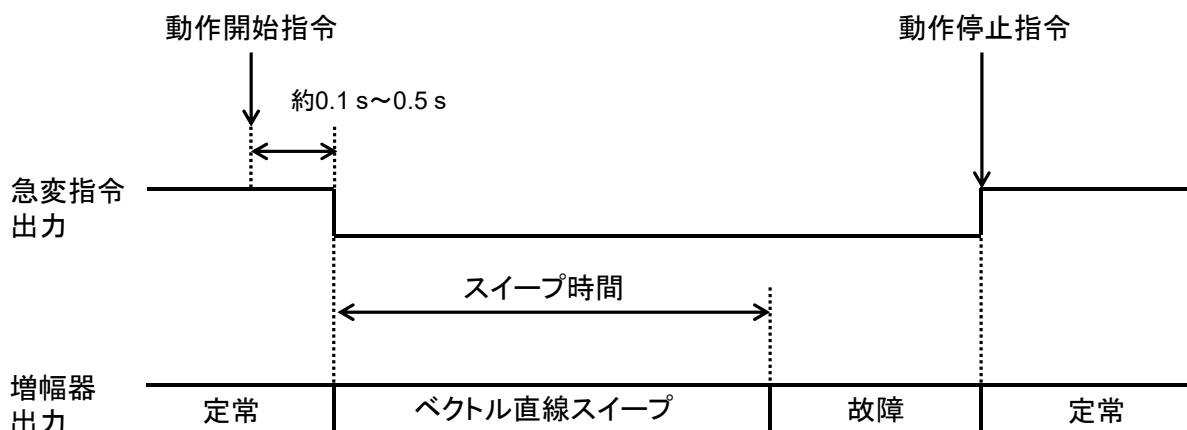 動作開始指令
動作停止指令
約0.1 s～0.5 s
急変指令
出力
スイープ時間
増幅器
出力
定常
ベクトル直線スイープ
故障
定常